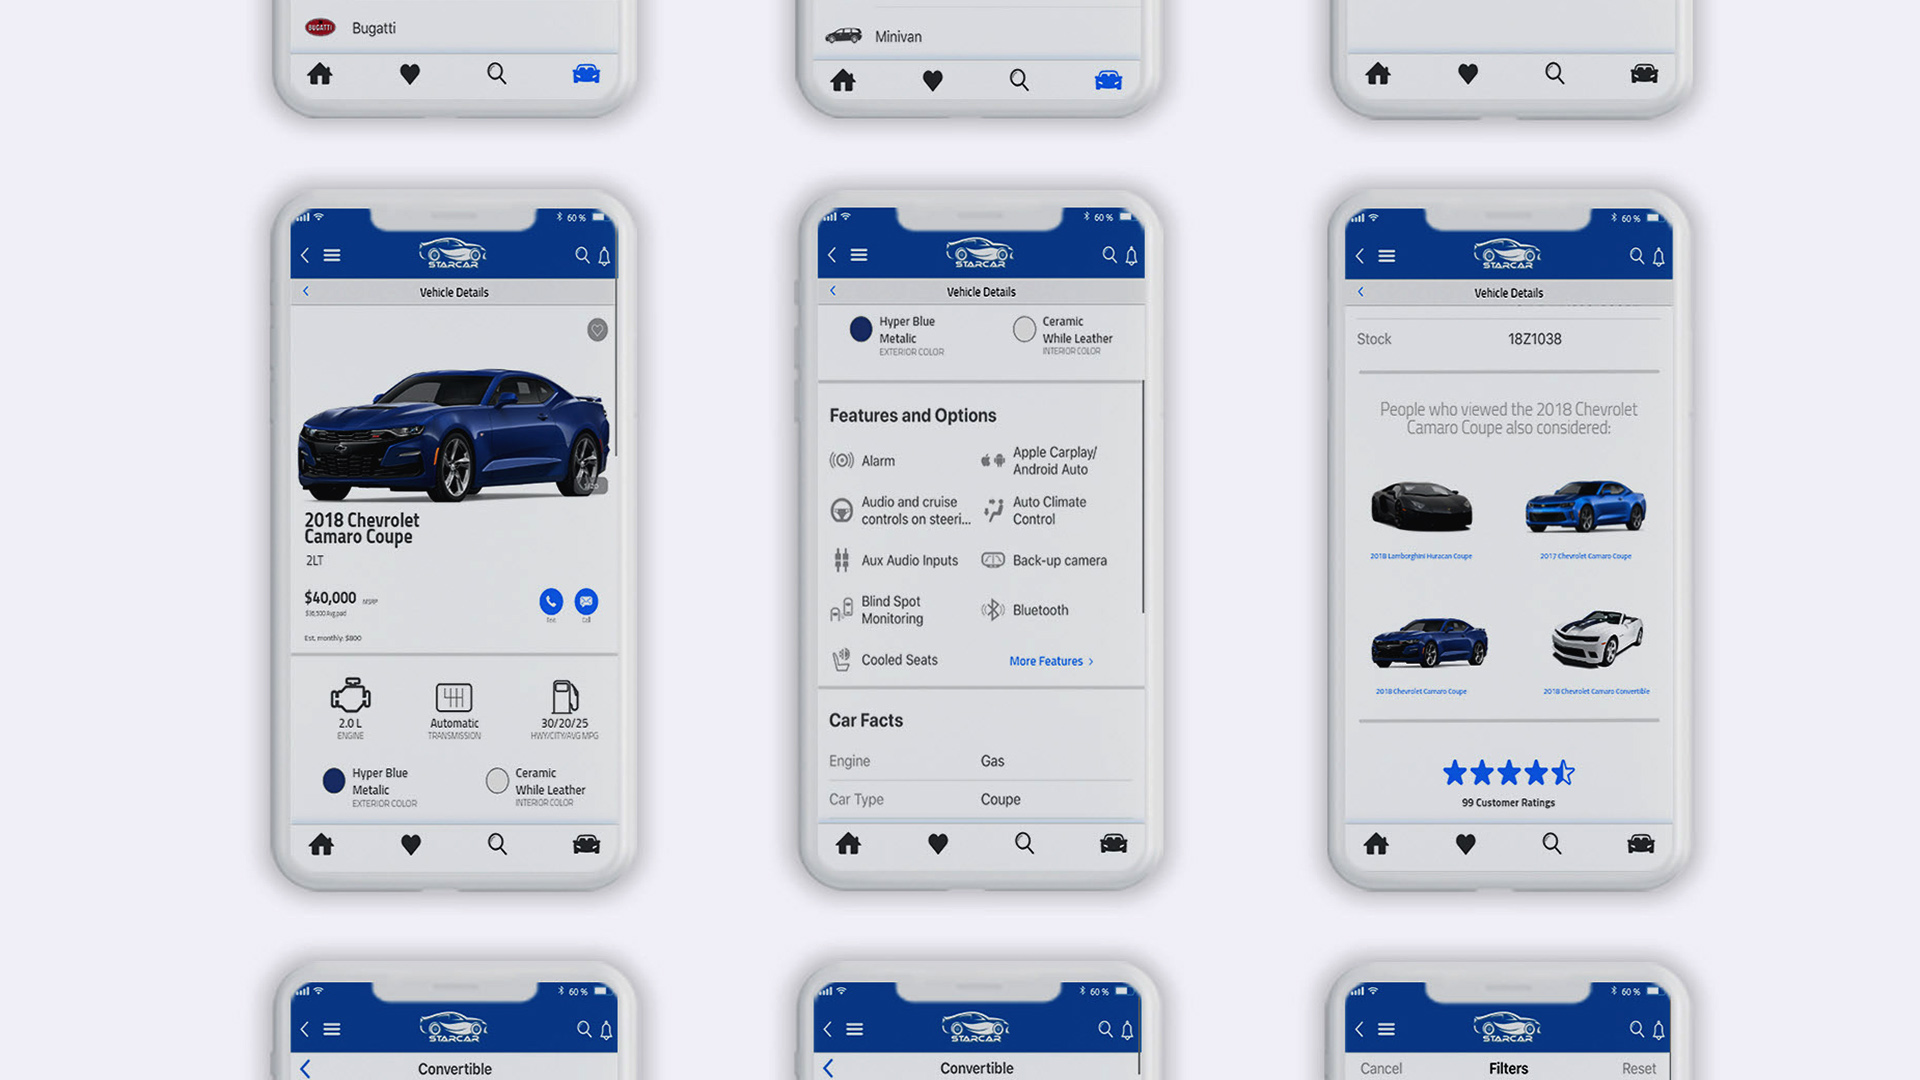 BUGATTI
Bugatti
Minivan
60 %
STARCAR
Vehicle Details
2018 Chevrolet
Camaro Coupe
2LT
$40,000 MSRP
$36,500 Avg paid
Est. monthly: $800
Call
2.0 L
ENGINE
Automatic
TRANSMISSION
30/20/25
HWY/CITY/AVG MPG
Hyper Blue
Metalic
EXTERIOR COLOR
Ceramic
While Leather
INTERIOR COLOR
60 %
STARCAR
Vehicle Details
Hyper Blue
Metalic
EXTERIOR COLOR
Ceramic
While Leather
INTERIOR COLOR
Features and Options
Alarm
Apple Carplay/
Android Auto
Audio and cruise
controls on steeri...
Auto Climate
Control
Aux Audio Inputs
Back-up camera
Blind Spot
Monitoring
Bluetooth
Cooled Seats
More Features >
Car Facts
Engine Gas
Car Type Coupe
60 %
STARCAR
Vehicle Details
Stock 18Z1038
People who viewed the 2018 Chevrolet
Camaro Coupe also considered:
2018 Lamborghini Huracan Coupe
2017 Chevrolet Camaro Coupe
2018 Chevrolet Camaro Coupe
2018 Chevrolet Camaro Convertible
99 Customer Ratings
60 %
STARCAR
Convertible
60 %
STARCAR
Convertible
60 %
STARCAR
Cancel Filters Reset